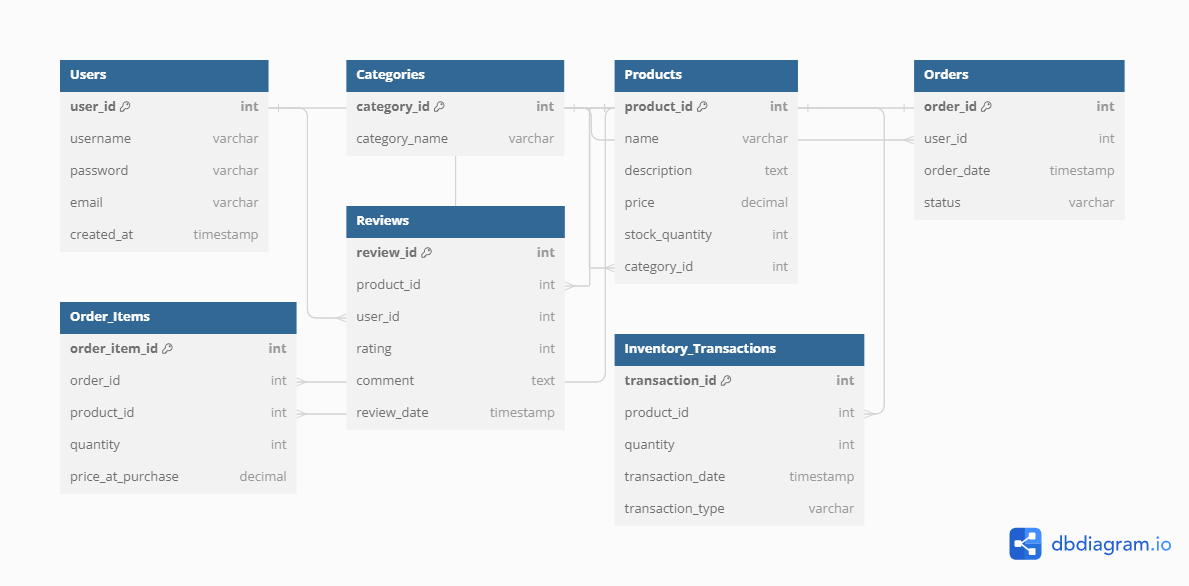 Users
user_id int
username varchar
password varchar
email varchar
created_at timestamp
Categories
category_id int
category_name varchar
Products
product_id int
name varchar
description text
price decimal
stock_quantity int
category_id int
Orders
order_id int
user_id int
order_date timestamp
status varchar
Reviews
review_id int
product_id int
user_id int
rating int
comment text
review_date timestamp
Order_Items
order_item_id int
order_id int
product_id int
quantity int
price_at_purchase decimal
Inventory_Transactions
transaction_id int
product_id int
quantity int
transaction_date timestamp
transaction_type varchar
dbdiagram.io